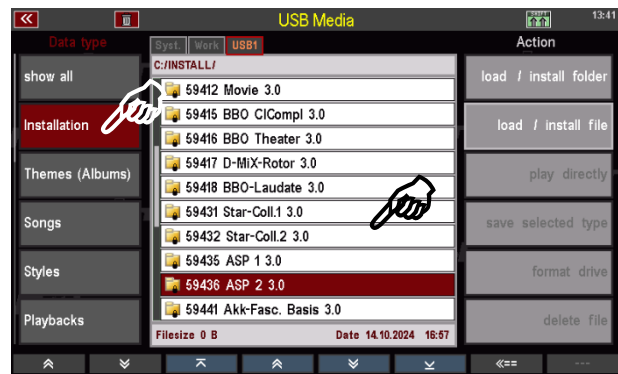 USB Media
13:41
Data type
Syst. Work USB1
Action
C:/INSTALL/
show all
Installation
Themes (Albums)
Songs
Styles
Playbacks
59412 Movie 3.0
59415 BBO ClCompl 3.0
59416 BBO Theater 3.0
59417 D-MiX-Rotor 3.0
59418 BBO-Laudate 3.0
59431 Star-Coll.1 3.0
59432 Star-Coll.2 3.0
59435 ASP 1 3.0
59436 ASP 2 3.0
59441 Akk-Fasc. Basis 3.0
Filesize 0 B Date 14.10.2024 16:57
load / install folder
load / install file
play directly
save selected type
format drive
delete file
«==
---